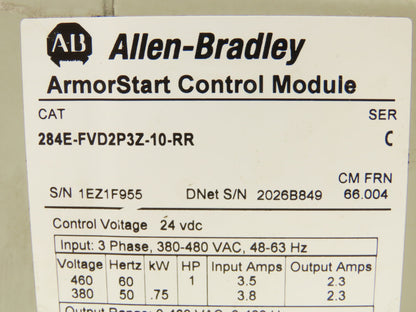 AB Allen-Bradley
ArmorStart Control Module
CAT SER
284E-FVD2P3Z-10-RR C
CM FRN
S/N 1EZ1F955 DNet S/N 2026B849 66.004
Control Voltage 24 vdc
Input: 3 Phase, 380-480 VAC, 48-63 Hz
Voltage Hertz kW HP Input Amps Output Amps
460 60 1 3.5 2.3
380 50 .75 3.8 2.3